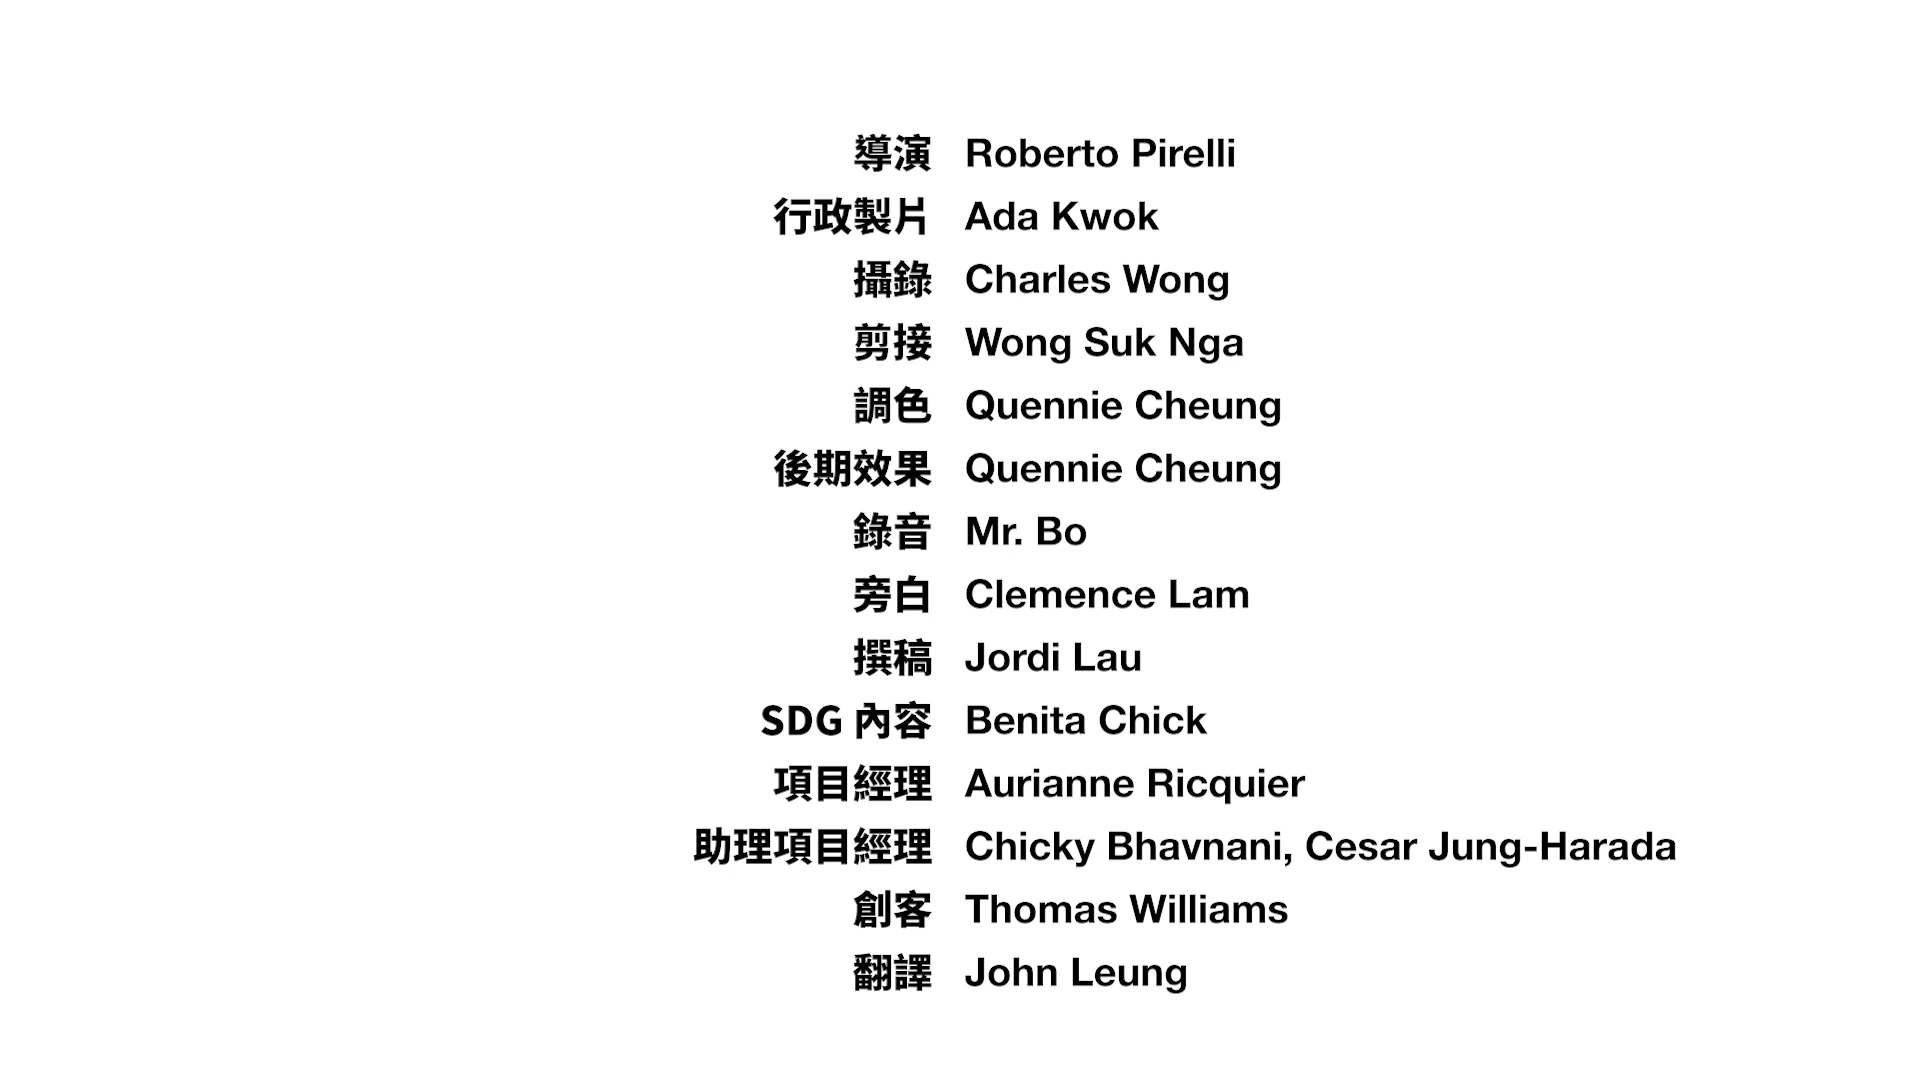 導演 Roberto Pirelli
行政製片 Ada Kwok
攝錄 Charles Wong
剪接 Wong Suk Nga
調色 Quennie Cheung
後期效果 Quennie Cheung
錄音 Mr. Bo
旁白 Clemence Lam
撰稿 Jordi Lau
SDG 內容 Benita Chick
項目經理 Aurianne Ricquier
助理項目經理 Chicky Bhavnani, Cesar Jung-Harada
創客 Thomas Williams
翻譯 John Leung